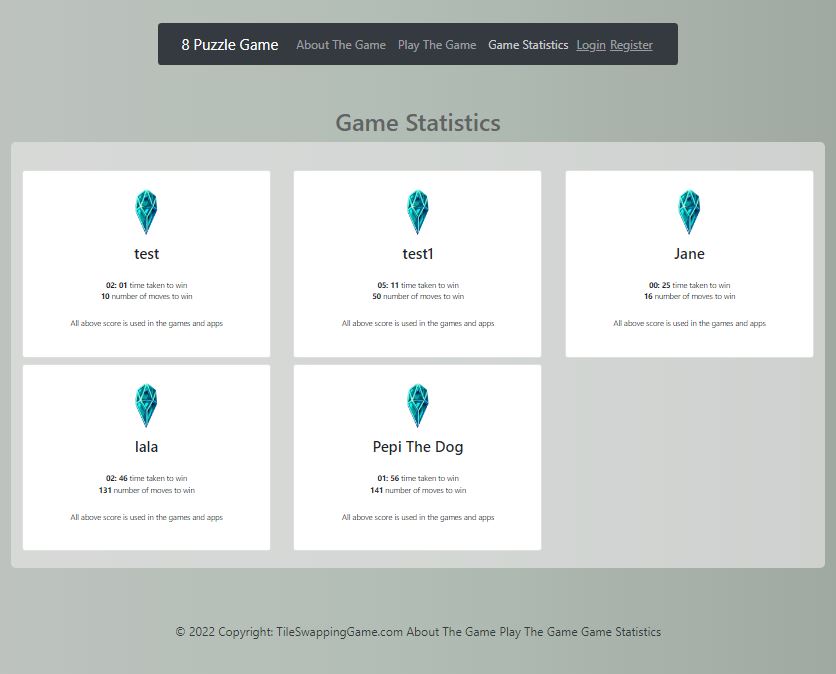 8 Puzzle Game About The Game Play The Game Game Statistics Login Register
Game Statistics
test
02: 01 time taken to win
10 number of moves to win
All above score is used in the games and apps
test1
05: 11 time taken to win
50 number of moves to win
All above score is used in the games and apps
Jane
00: 25 time taken to win
16 number of moves to win
All above score is used in the games and apps
lala
02: 46 time taken to win
131 number of moves to win
All above score is used in the games and apps
Pepi The Dog
01: 56 time taken to win
141 number of moves to win
All above score is used in the games and apps
© 2022 Copyright: TileSwappingGame.com About The Game Play The Game Game Statistics